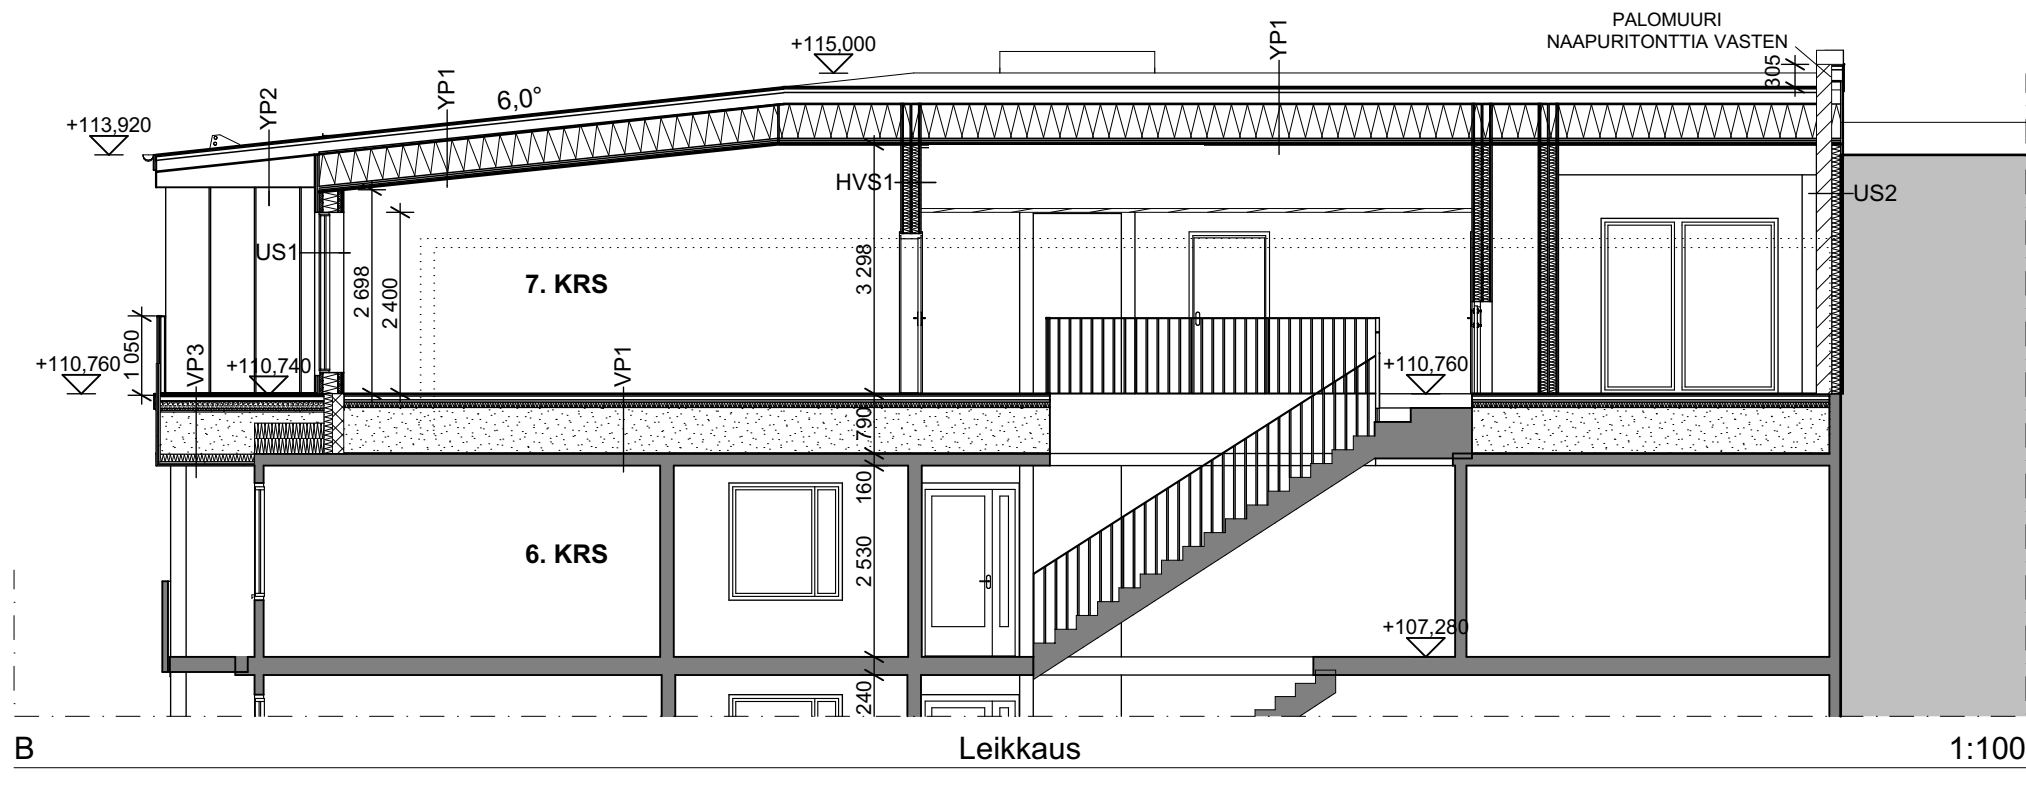 PALOMUURI
NAAPURITONTTIA VASTEN
+115,000
YP1
305
6,0°
YP1
YP2
+113,920
HVS1
US2
US1
2 698
2 400
3 298
7. KRS
1 050
+110,760
VP3
+110,740
VP1
+110,760
790
160
6. KRS
2 530
+107,280
240
B
Leikkaus
1:100